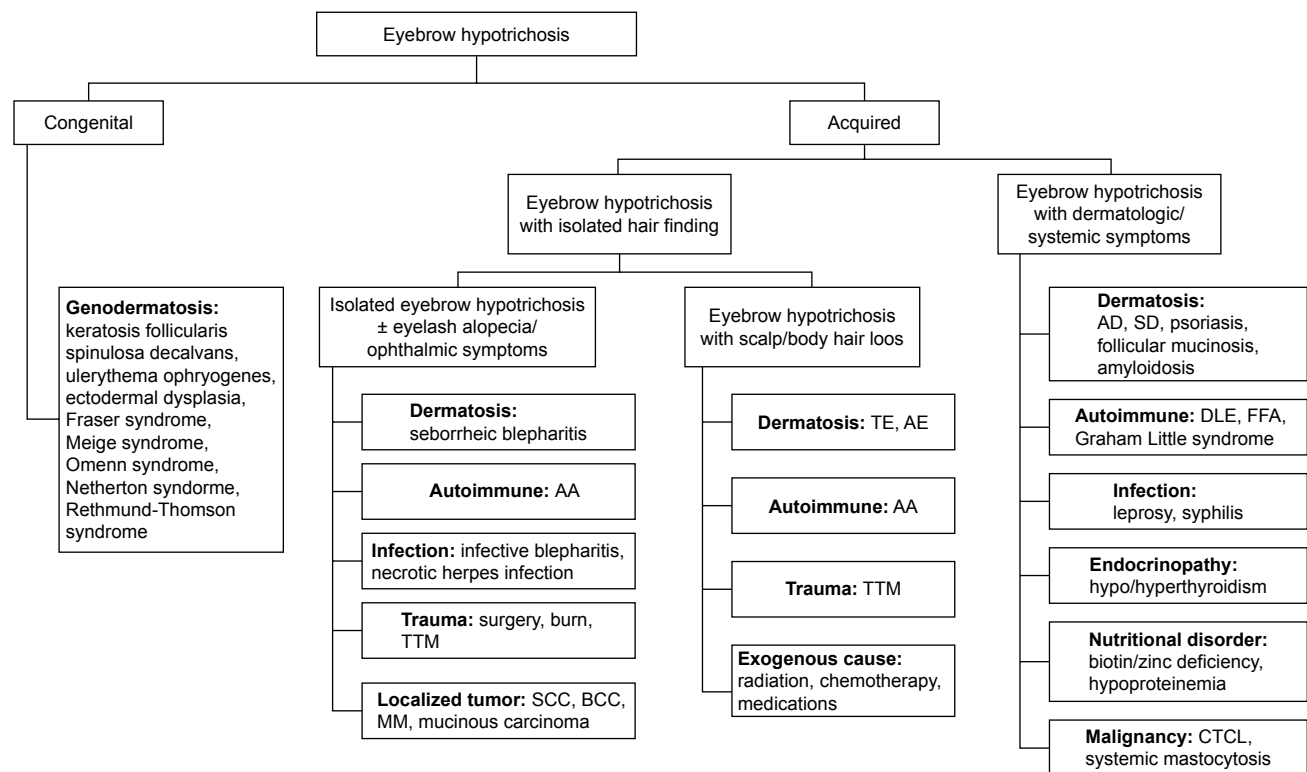 Eyebrow hypotrichosis
Congenital
Acquired
Eyebrow hypotrichosis
with isolated hair finding
Eyebrow hypotrichosis
with dermatologic/
systemic symptoms
Genodermatosis:
keratosis follicularis
spinulosa decalvans,
ulerythema ophryogenes,
ectodermal dysplasia,
Fraser syndrome,
Meige syndrome,
Omenn syndrome,
Netherton syndorme,
Rethmund-Thomson
syndrome
Isolated eyebrow hypotrichosis
± eyelash alopecia/
ophthalmic symptoms
Dermatosis:
seborrheic blepharitis
Autoimmune: AA
Infection: infective blepharitis,
necrotic herpes infection
Trauma: surgery, burn,
TTM
Localized tumor: SCC, BCC,
MM, mucinous carcinoma
Eyebrow hypotrichosis
with scalp/body hair loos
Dermatosis: TE, AE
Autoimmune: AA
Trauma: TTM
Exogenous cause:
radiation, chemotherapy,
medications
Dermatosis:
AD, SD, psoriasis,
follicular mucinosis,
amyloidosis
Autoimmune: DLE, FFA,
Graham Little syndrome
Infection:
leprosy, syphilis
Endocrinopathy:
hypo/hyperthyroidism
Nutritional disorder:
biotin/zinc deficiency,
hypoproteinemia
Malignancy: CTCL,
systemic mastocytosis